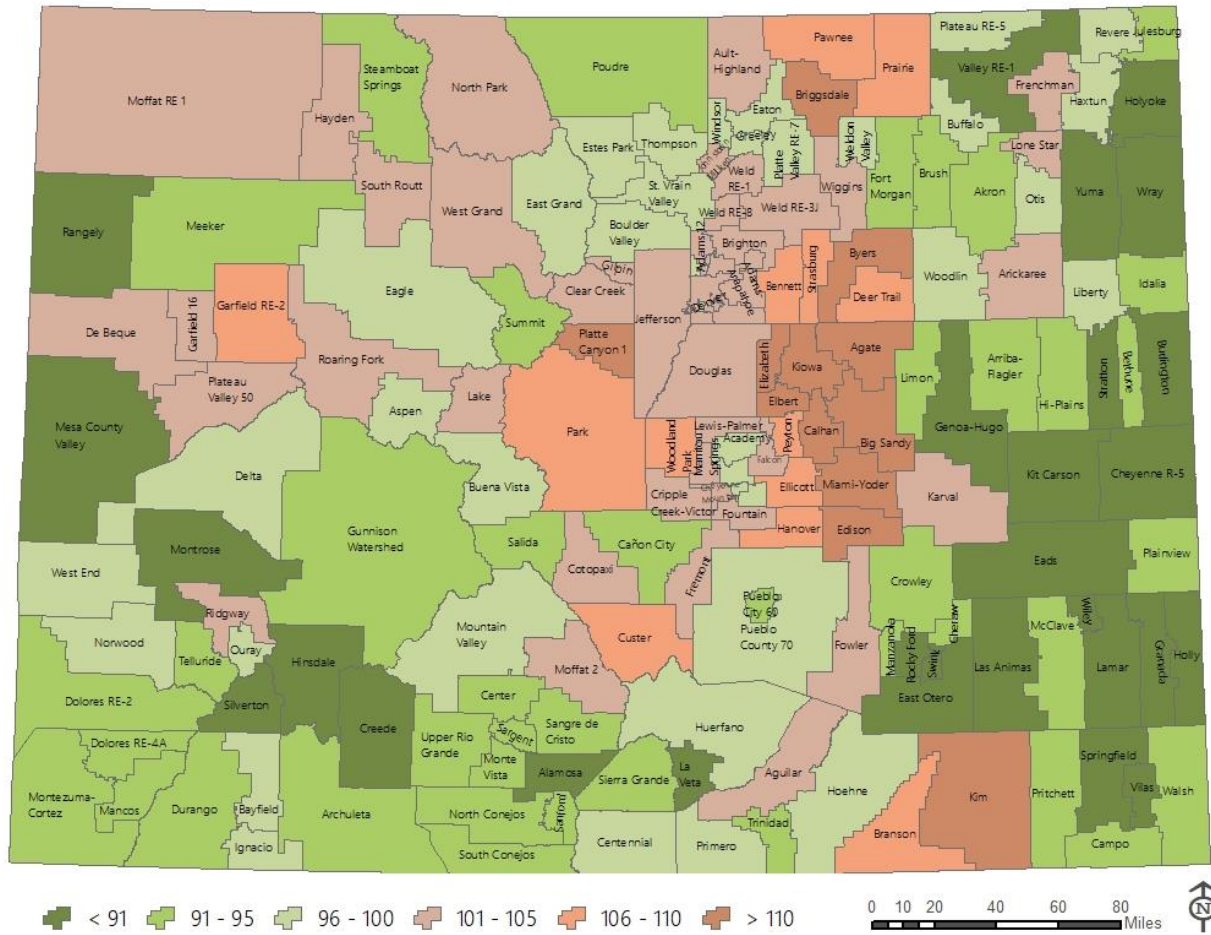 Plateau RE-5
Revere
Julesburg
Pawnee
Ault-
Highland
Prairie
Steamboat
Springs
Poudre
Valley RE-1
North Park
Frenchman
Moffat RE 1
Briggsdale
Haxtun
Holyoke
Hayden
Eaton
Windsor
Greeley
Buffalo
Estes Park
Thompson
Platte
Valley RE-7
Weldon
Valley
Lone Star
Weld
RE-1
South Routt
St. Vrain
Valley
Wiggins
Fort
Morgan
Brush
Akron
Yuma
Wray
Otis
West Grand
East Grand
Weld RE-8
Weld RE-3J
Meeker
Boulder
Valley
Rangely
Adams 12
Brighton
Gilpin
Byers
Strasburg
Eagle
Clear Creek
Adams-
Arapahoe
Bennett
Woodlin
Arickaree
Idalia
Garfield RE-2
Deer Trail
Liberty
Denver
Garfield 16
De Beque
Summit
Jefferson
Platte
Canyon 1
Agate
Roaring Fork
Elizabeth
Kiowa
Arriba-
Flagler
Stratton
Bethune
Burlington
Douglas
Limon
Plateau
Valley 50
Lake
Elbert
Hi-Plains
Aspen
Mesa County
Valley
Park
Woodland
Park
Manitou
Springs
Lewis-Palmer
Academy
Peyton
Calhan
Genoa-Hugo
Falcon
Big Sandy
Delta
Kit Carson
Cheyenne R-5
Buena Vista
Ellicott
Miami-Yoder
Cripple
Creek-Victor
Karval
Fountain
Gunnison
Watershed
Hanover
Edison
Montrose
Salida
Cañon City
Eads
Plainview
West End
Cotopaxi
Fremont
Crowley
Ridgway
Pueblo
City 60
Pueblo
County 70
Manzanola
Rocky Ford
Swink
Cheraw
McClave
Wiley
Norwood
Ouray
Mountain
Valley
Custer
Telluride
Hinsdale
Moffat 2
Fowler
Las Animas
Lamar
Granada
Holly
Dolores RE-2
Silverton
Center
East Otero
Creede
Sangre de
Cristo
Huerfano
Upper Rio
Grande
Sargent
Dolores RE-4A
Monte
Vista
Alamosa
Sierra Grande
La
Veta
Aguilar
Springfield
Kim
Hoehne
Vilas
Walsh
Montezuma-
Cortez
Mancos
Durango
Bayfield
Archuleta
North Conejos
Sanford
Pritchett
Trinidad
Branson
Ignacio
South Conejos
Centennial
Primero
Campo
< 91
91 - 95
96 - 100
101 - 105
106 - 110
> 110
0 10 20 40 60 80
Miles
N